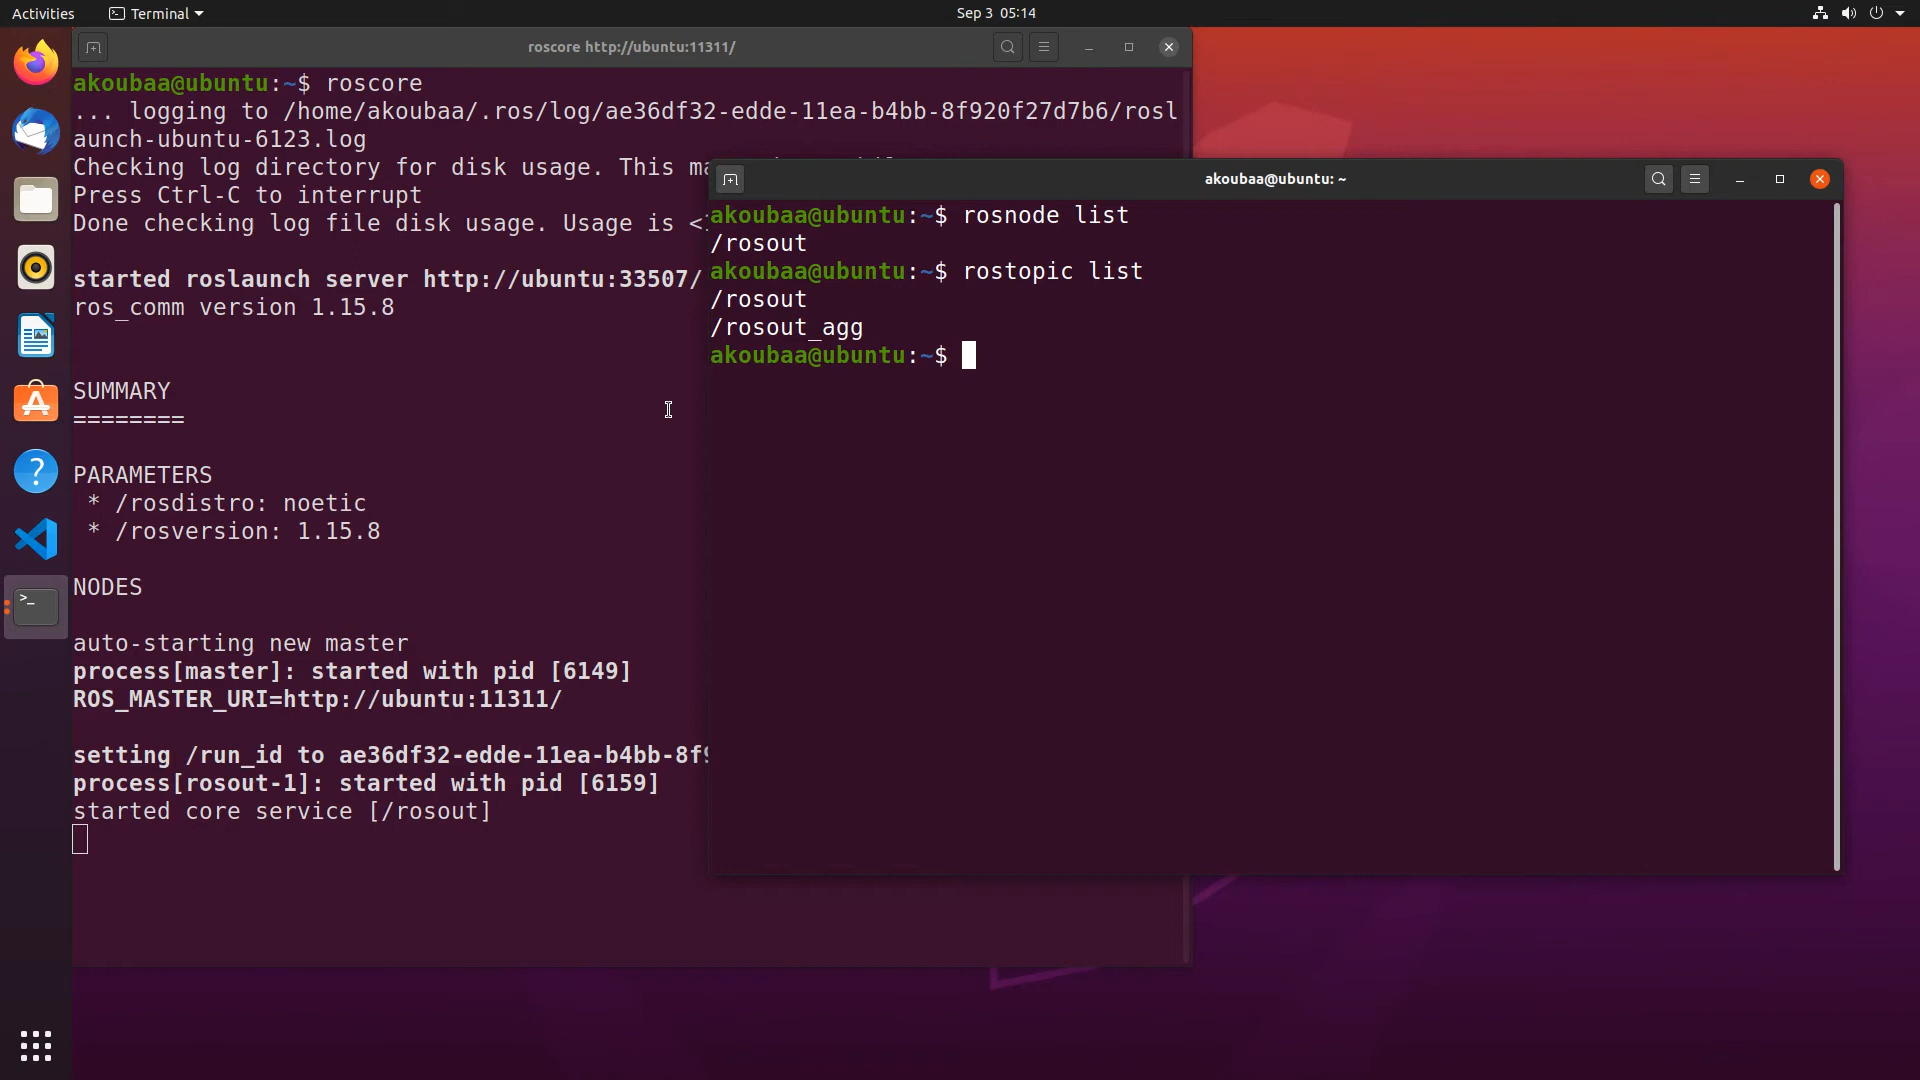 Activities
Terminal
Sep 3 05:14
roscore http://ubuntu:11311/
akoubaa@ubuntu:~$ roscore
... logging to /home/akoubaa/.ros/log/ae36df32-edde-11ea-b4bb-8f920f27d7b6/rosl
aunch-ubuntu-6123.log
Checking log directory for disk usage. This
Press Ctrl-C to interrupt
Done checking log file disk usage. Usage is <
started roslaunch server http://ubuntu:33507/
ros_comm version 1.15.8
SUMMARY
========
PARAMETERS
* /rosdistro: noetic
* /rosversion: 1.15.8
NODES
auto-starting new master
process[master]: started with pid [6149]
ROS_MASTER_URI=http://ubuntu:11311/
setting /run_id to ae36df32-edde-11ea-b4bb-8f9
process[rosout-1]: started with pid [6159]
started core service [/rosout]
akoubaa@ubuntu: ~
akoubaa@ubuntu:~$ rosnode list
/rosout
akoubaa@ubuntu:~$ rostopic list
/rosout
/rosout_agg
akoubaa@ubuntu:~$